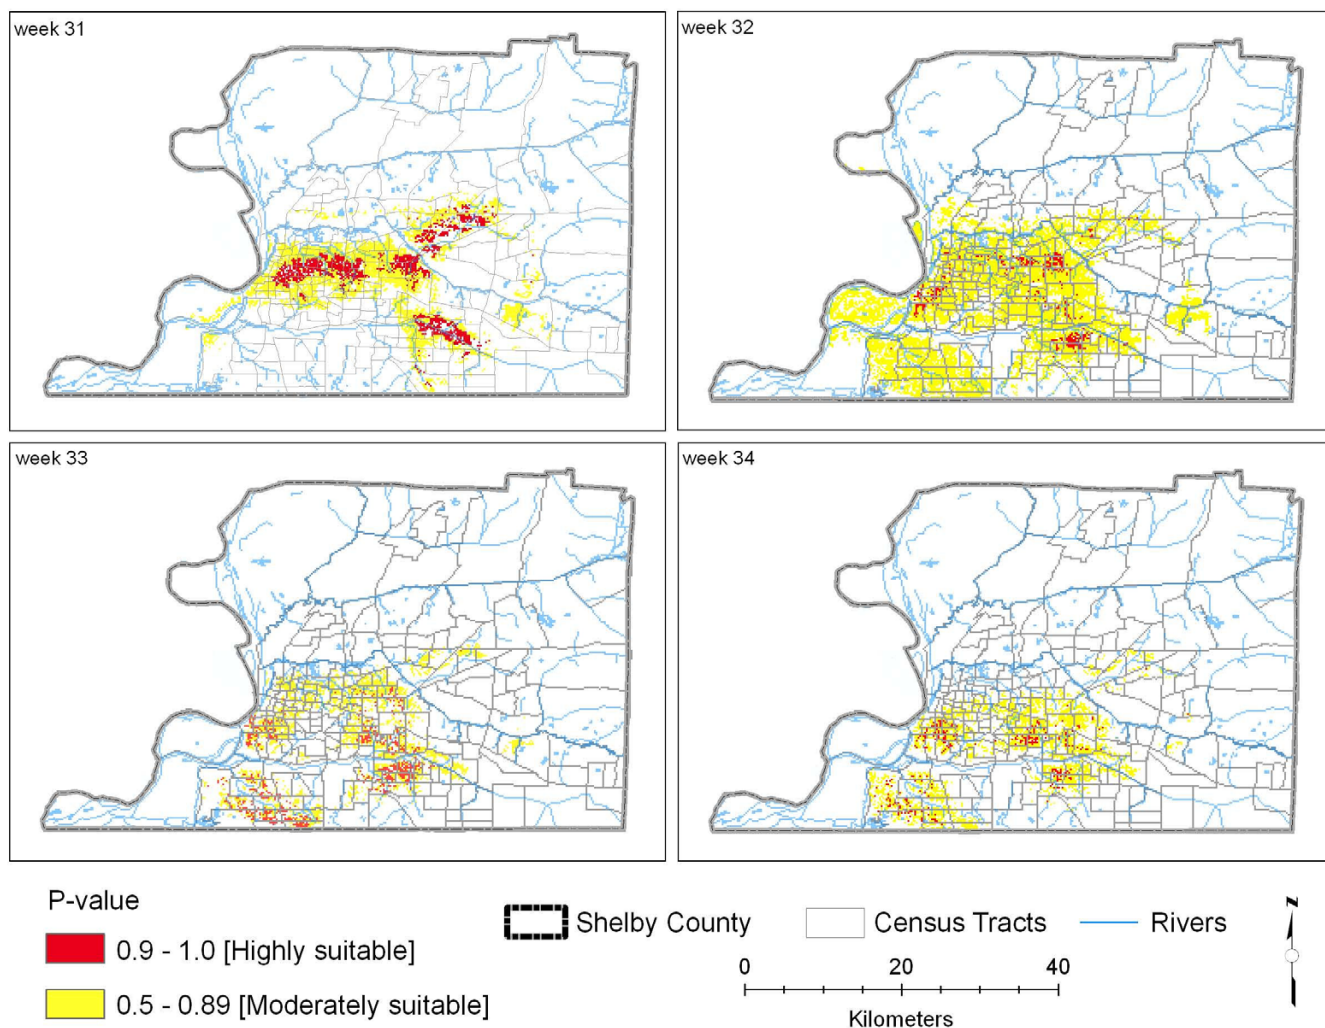 week 31
week 32
week 33
week 34
P-value
0.9 - 1.0 [Highly suitable]
0.5 - 0.89 [Moderately suitable]
Shelby County
Census Tracts
Rivers
0 20 40
Kilometers
N